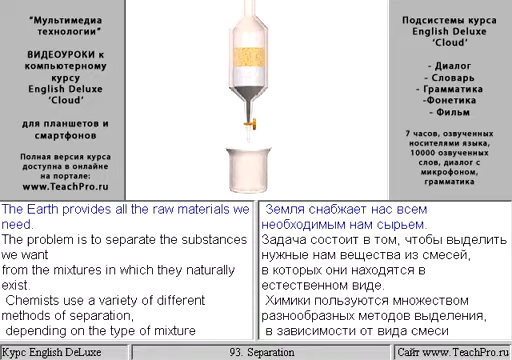 "Мультимедиа
технологии"
ВИДЕОУРОКИ к
компьютерному
курсу
English Deluxe
'Cloud'
для планшетов и
смартфонов
Полная версия курса
доступна в онлайне
на портале:
www.TeachPro.ru
Подсистемы курса
English Deluxe
'Cloud'
- Диалог
- Словарь
- Грамматика
-Фонетика
- Фильм
7 часов, озвученных
носителями языка,
10000 озвученных
слов, диалог с
микрофоном,
грамматика
The Earth provides all the raw materials we
need.
The problem is to separate the substances
we want
from the mixtures in which they naturally
exist.
Chemists use a variety of different
methods of separation,
depending on the type of mixture
Земля снабжает нас всем
необходимым нам сырьем.
Задача состоит в том, чтобы выделить
нужные нам вещества из смесей,
в которых они находятся в
естественном виде.
Химики пользуются множеством
разнообразных методов выделения,
в зависимости от вида смеси
Курс English DeLuxe
93. Separation
Сайт www.TeachPro.ru